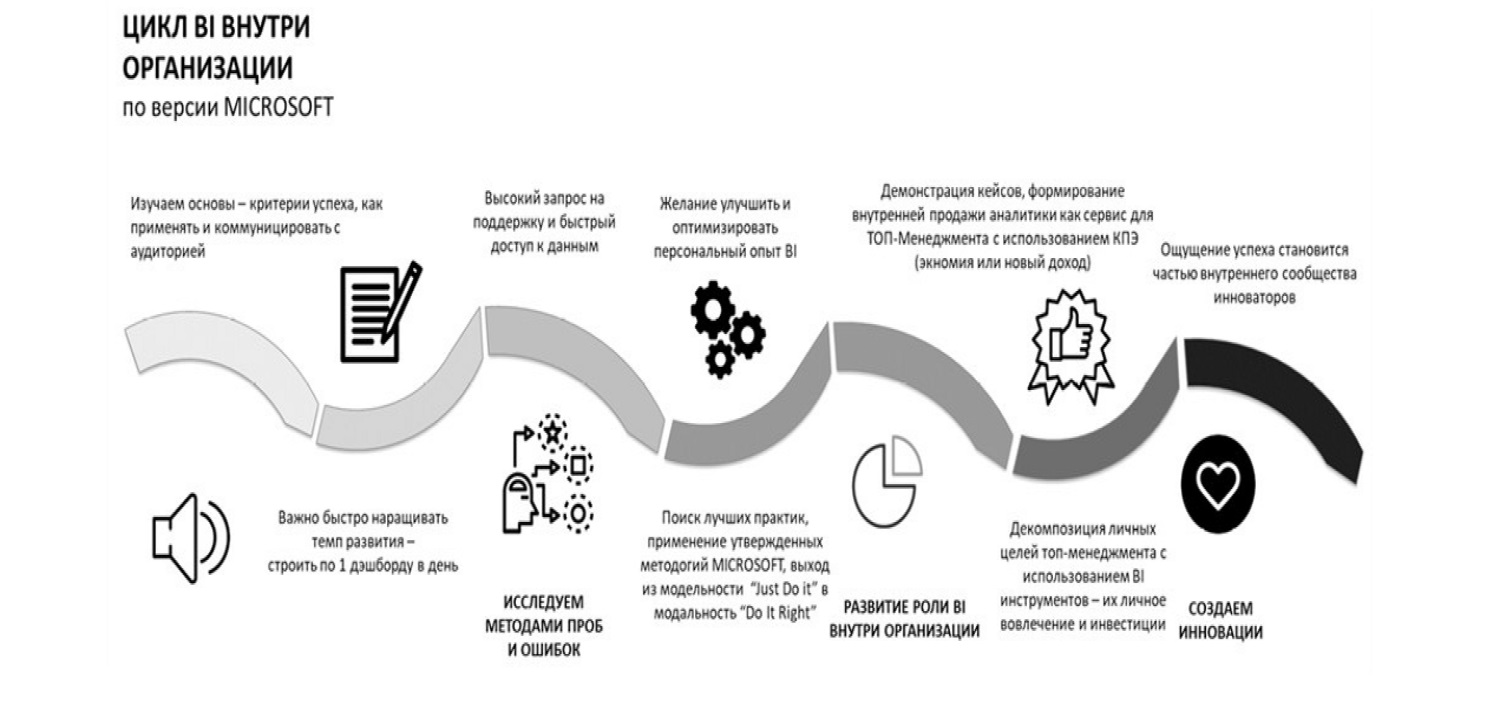 ЦИКЛ BI ВНУТРИ
ОРГАНИЗАЦИИ
по версии MICROSOFT
Изучаем основы – критерии успеха, как
применять и коммуницировать с
аудиторией
Высокий запрос на
поддержку и быстрый
доступ к данным
Желание улучшить и
оптимизировать
персональный опыт BI
Демонстрация кейсов, формирование
внутренней продажи аналитики как сервис для
ТОП-Менеджмента с использованием КПЭ
(экномия или новый доход)
Ощущение успеха становится
частью внутреннего сообщества
инноваторов
Важно быстро наращивать
темп развития –
строить по 1 дэшборду в день
ИССЛЕДУЕМ
МЕТОДАМИ ПРОБ
И ОШИБОК
Поиск лучших практик,
применение утвержденных
методогий MICROSOFT, выход
из модельности “Just Do it” в
модальность “Do It Right”
РАЗВИТИЕ РОЛИ BI
ВНУТРИ ОРГАНИЗАЦИИ
Декомпозиция личных
целей топ-менеджмента с
использованием BI
инструментов – их личное
вовлечение и инвестиции
СОЗДАЕМ
ИННОВАЦИИ